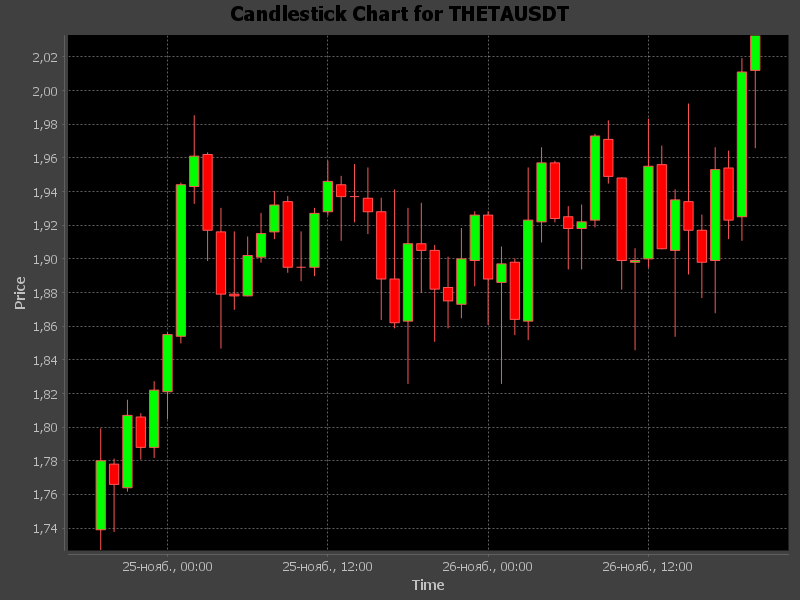 Candlestick Chart for THETAUSDT
2,02
2,00
1,98
1,96
1,94
1,92
1,90
1,88
1,86
1,84
1,82
1,80
1,78
1,76
1,74
Price
25-нояб., 00:00
25-нояб., 12:00
26-нояб., 00:00
26-нояб., 12:00
Time